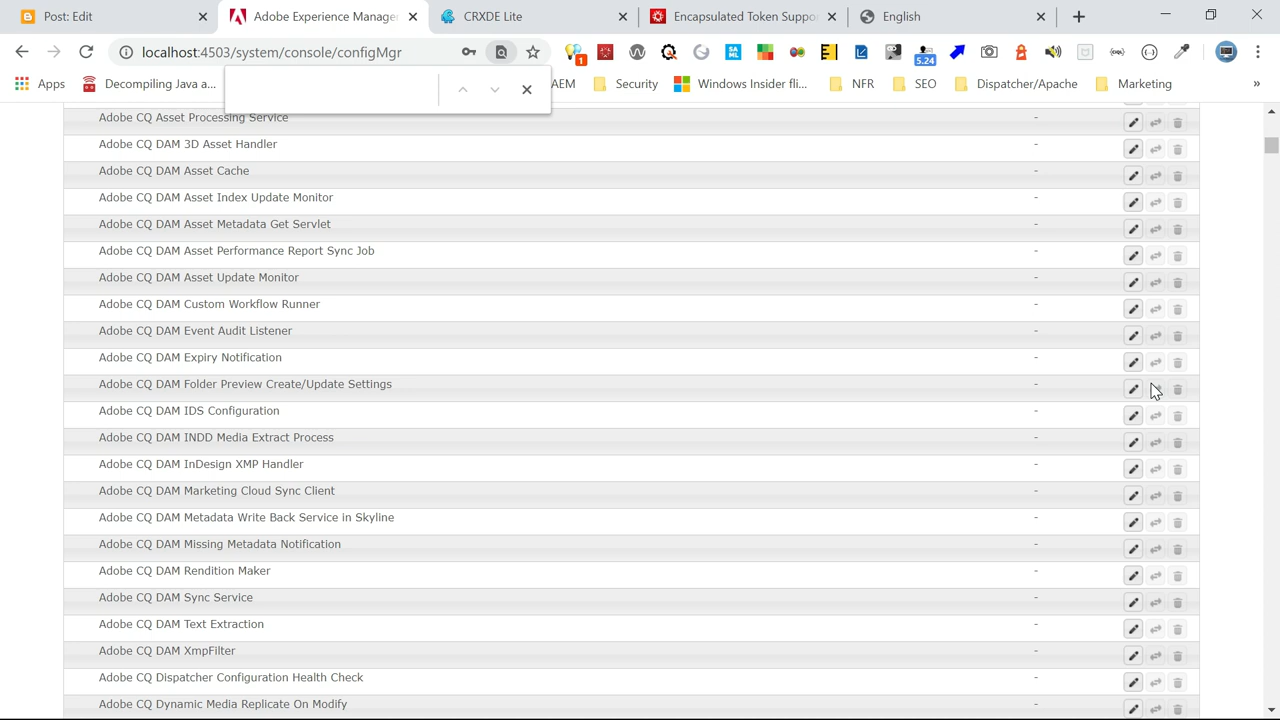 Post: Edit
Adobe Experience Manage
CRXDE Lite
Encapsulated Token Suppo
English
localhost:4503/system/console/configMgr
5.24
1
Apps
Decompiling Java a...
AEM
Security
Windows Insider fli...
NFR
SEO
Dispatcher/Apache
Marketing
»
Adobe CQ Asset Processing Service -
Adobe CQ DAM 3D Asset Handler -
Adobe CQ DAM Asset Cache -
Adobe CQ DAM Asset Index Update Monitor -
Adobe CQ DAM Asset Metadata Get Servlet -
Adobe CQ DAM Asset Performance Report Sync Job -
Adobe CQ DAM Asset Update Monitor -
Adobe CQ DAM Custom Workflow Runner -
Adobe CQ DAM Event Audit Listener -
Adobe CQ DAM Expiry Notification -
Adobe CQ DAM Folder Preview Create/Update Settings -
Adobe CQ DAM IDS Configuration -
Adobe CQ DAM INDD Media Extract Process -
Adobe CQ DAM InDesign XMP Handler -
Adobe CQ DAM Marketing Cloud Sync Client -
Adobe CQ DAM Metadata Write Back Service in Skyline -
Adobe CQ DAM Missing Metadata Notification -
Adobe CQ DAM Rendition Maker -
Adobe CQ DAM Sync Service -
Adobe CQ DAM Text Extraction -
Adobe CQ DAM XmpFilter -
Adobe CQ Dispatcher Configuration Health Check -
Adobe CQ Dynamic Media Replicate On Modify -